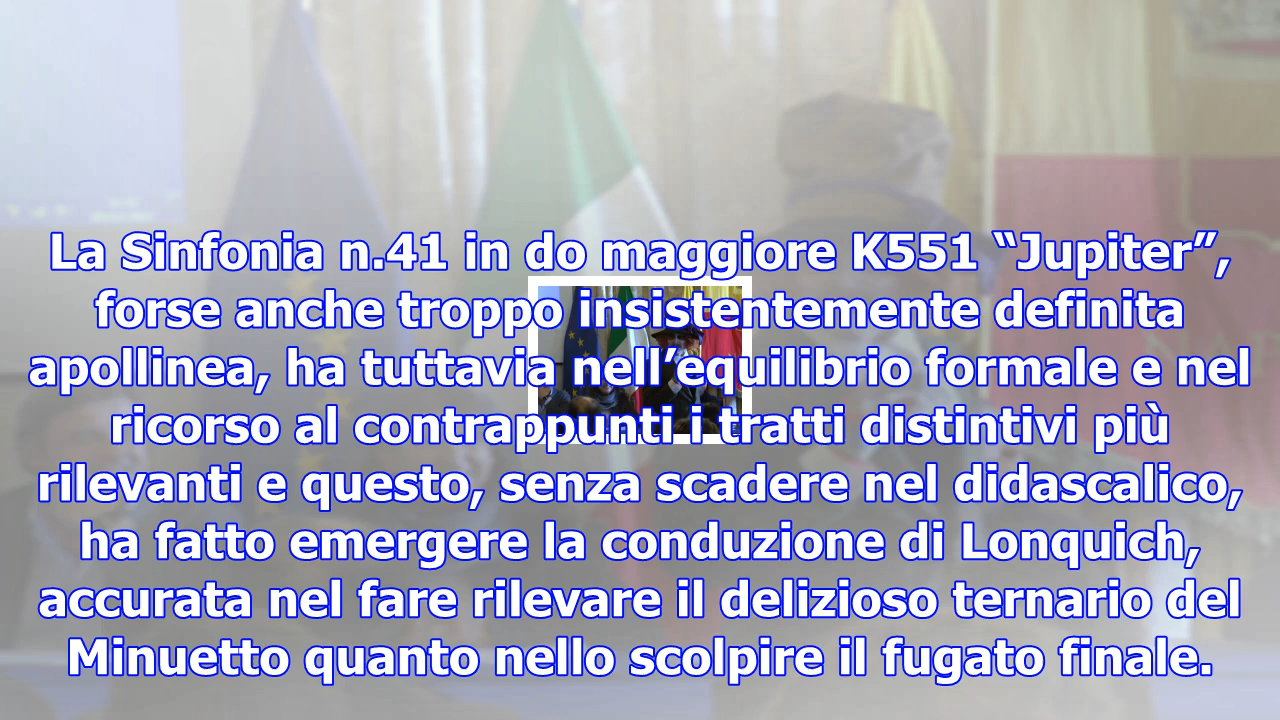 La Sinfonia n.41 in do maggiore K551 “Jupiter”,
forse anche troppo insistentemente definita
apollinea, ha tuttavia nell’equilibrio formale e nel
ricorso al contrappunti i tratti distintivi più
rilevanti e questo, senza scadere nel didascalico,
ha fatto emergere la conduzione di Lonquich,
accurata nel fare rilevare il delizioso ternario del
Minuetto quanto nello scolpire il fugato finale.